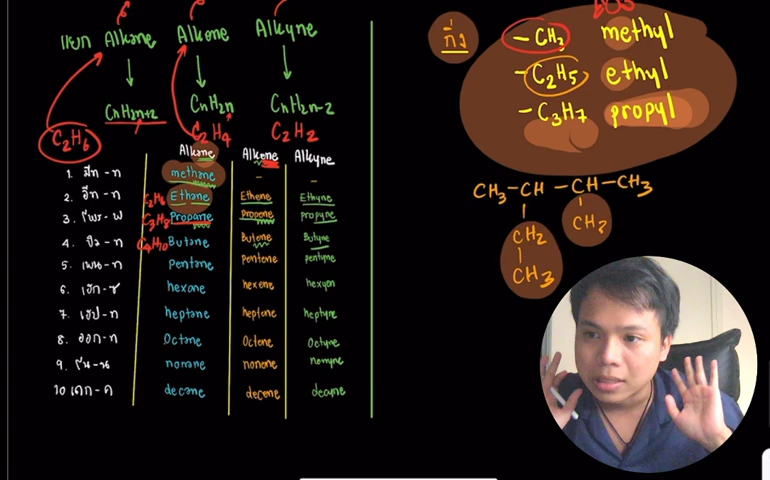 แยก Alkane Alkene Alkyne
CnH2n+2 CnH2n CnH2n-2
C2H6 C2H4 C2H2
Alkane Alkene Alkyne
1. มีท-ท methane - -
2. อีท-ท C2H6 Ethane Ethene Ethyne
3. โพร-พ C3H8 Propane propene propyne
4. บิว-ท C4H10 Butane Butene Butyne
5. เพน-ท pentane pentene pentyne
6. เฮก-ซ hexane hexene hexyen
7. เฮป-ท heptane heptene heptyne
8. ออก-ท Octane Octene Octyne
9. โน-น nonane nonene nonyne
10 เดก-ค decane decene decyne
กิ่ง
- CH3 methyl
- C2H5 ethyl
- C3H7 propyl
CH3-CH-CH-CH3
CH2 CH3
CH3